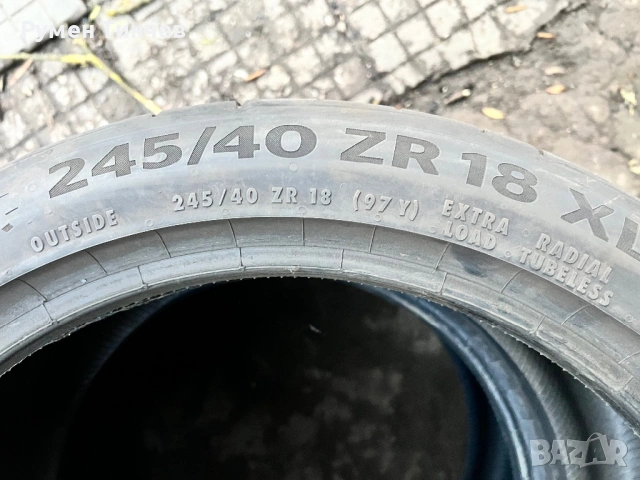 245/40 ZR 18 XL
OUTSIDE 245/40 ZR 18 (97 Y) EXTRA LOAD RADIAL TUBELESS
BAZAR